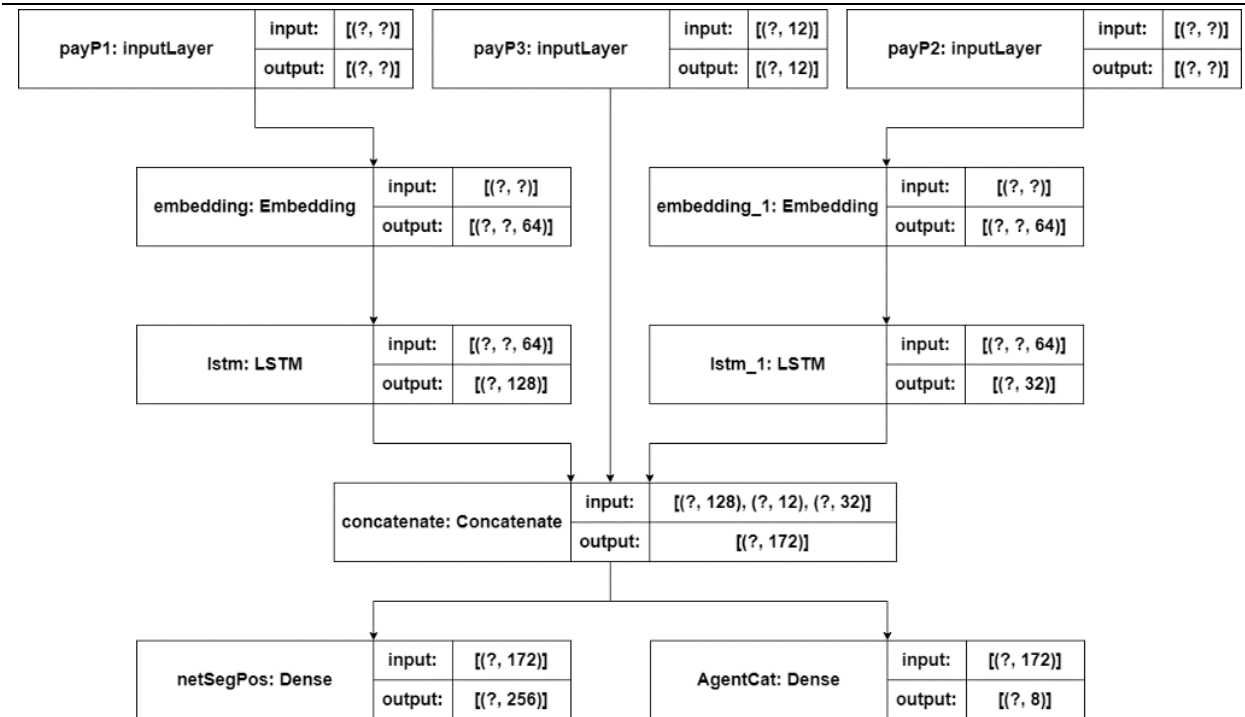 payP1: inputLayer
input: [(?, ?)]
output: [(?, ?)]
payP3: inputLayer
input: [(?, 12)]
output: [(?, 12)]
payP2: inputLayer
input: [(?, ?)]
output: [(?, ?)]
embedding: Embedding
input: [(?, ?)]
output: [(?, ?, 64)]
embedding_1: Embedding
input: [(?, ?)]
output: [(?, ?, 64)]
lstm: LSTM
input: [(?, ?, 64)]
output: [(?, 128)]
lstm_1: LSTM
input: [(?, ?, 64)]
output: [(?, 32)]
concatenate: Concatenate
input: [(?, 128), (?, 12), (?, 32)]
output: [(?, 172)]
netSegPos: Dense
input: [(?, 172)]
output: [(?, 256)]
AgentCat: Dense
input: [(?, 172)]
output: [(?, 8)]